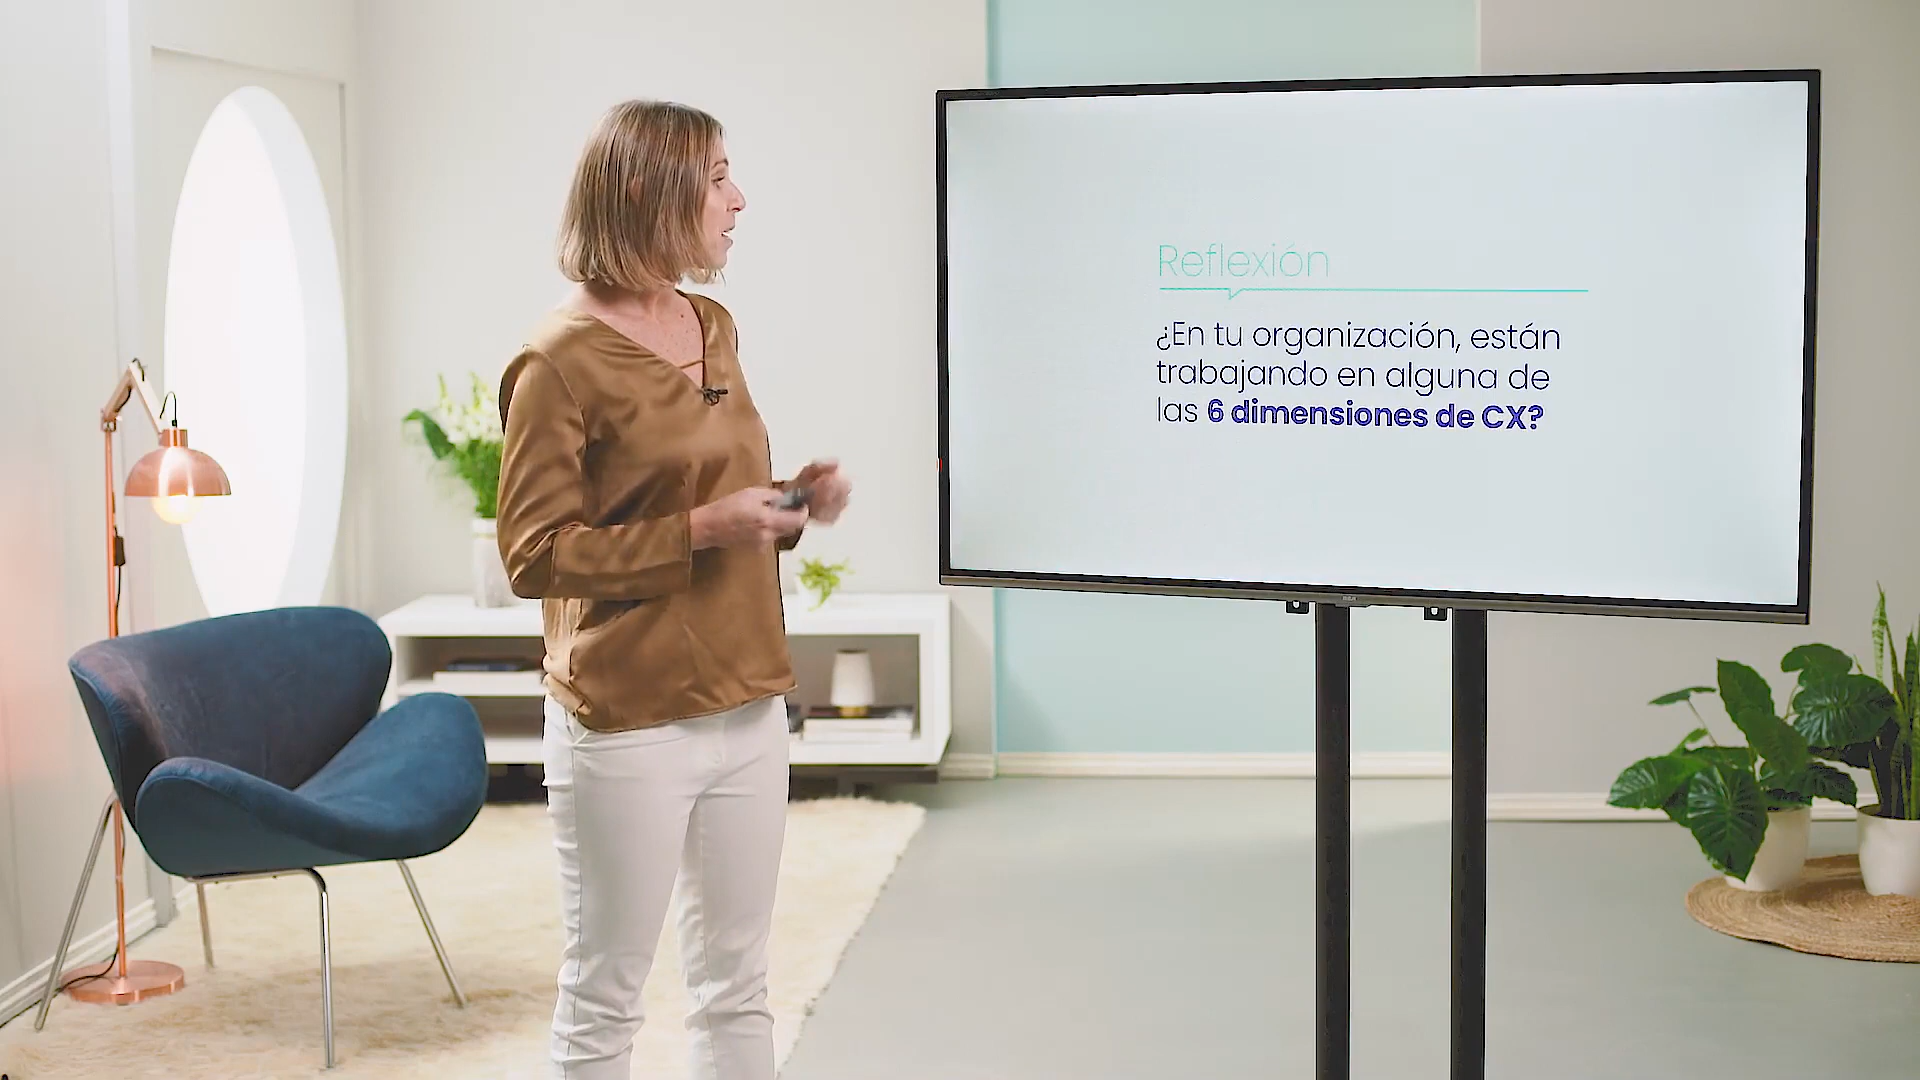 Reflexión
¿En tu organización, están
trabajando en alguna de
las 6 dimensiones de CX?